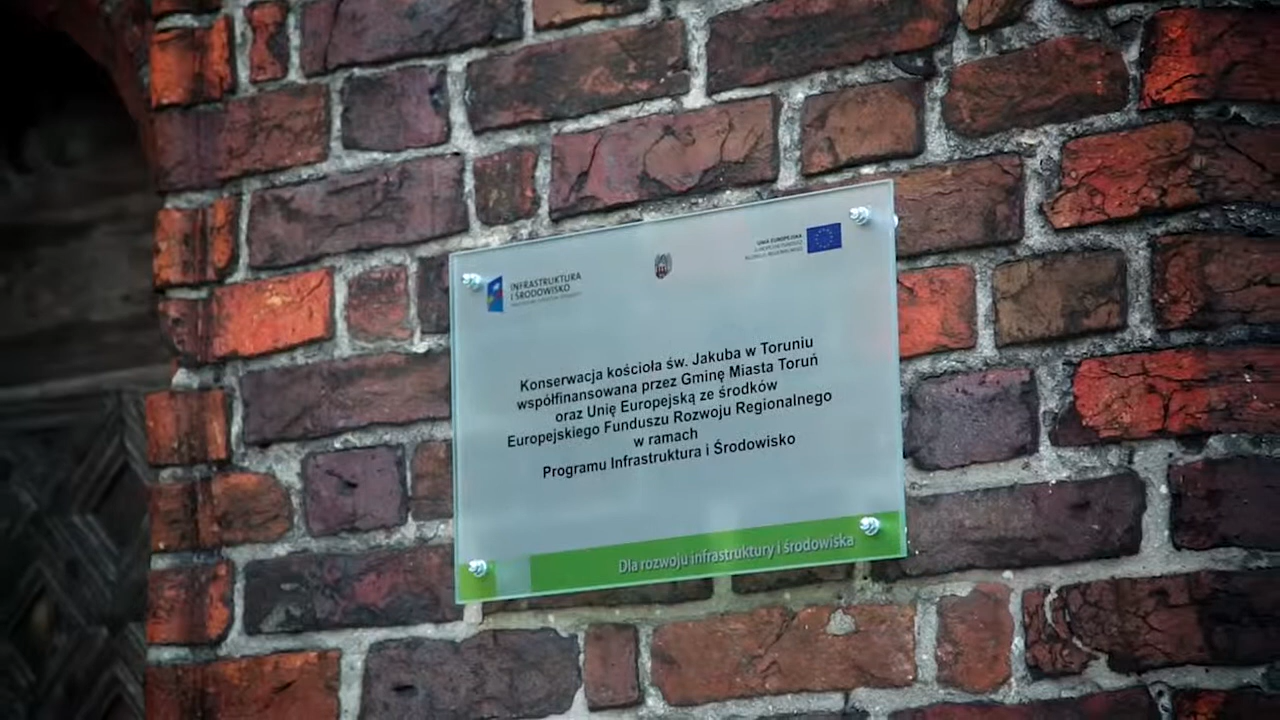 INFRASTRUKTURA
I ŚRODOWISKO
UNIA EUROPEJSKA
EUROPEJSKI FUNDUSZ
ROZWOJU REGIONALNEGO
Konserwacja kościoła św. Jakuba w Toruniu
współfinansowana przez Gminę Miasta Toruń
oraz Unię Europejską ze środków
Europejskiego Funduszu Rozwoju Regionalnego
w ramach
Programu Infrastruktura i Środowisko
Dla rozwoju infrastruktury i środowiska